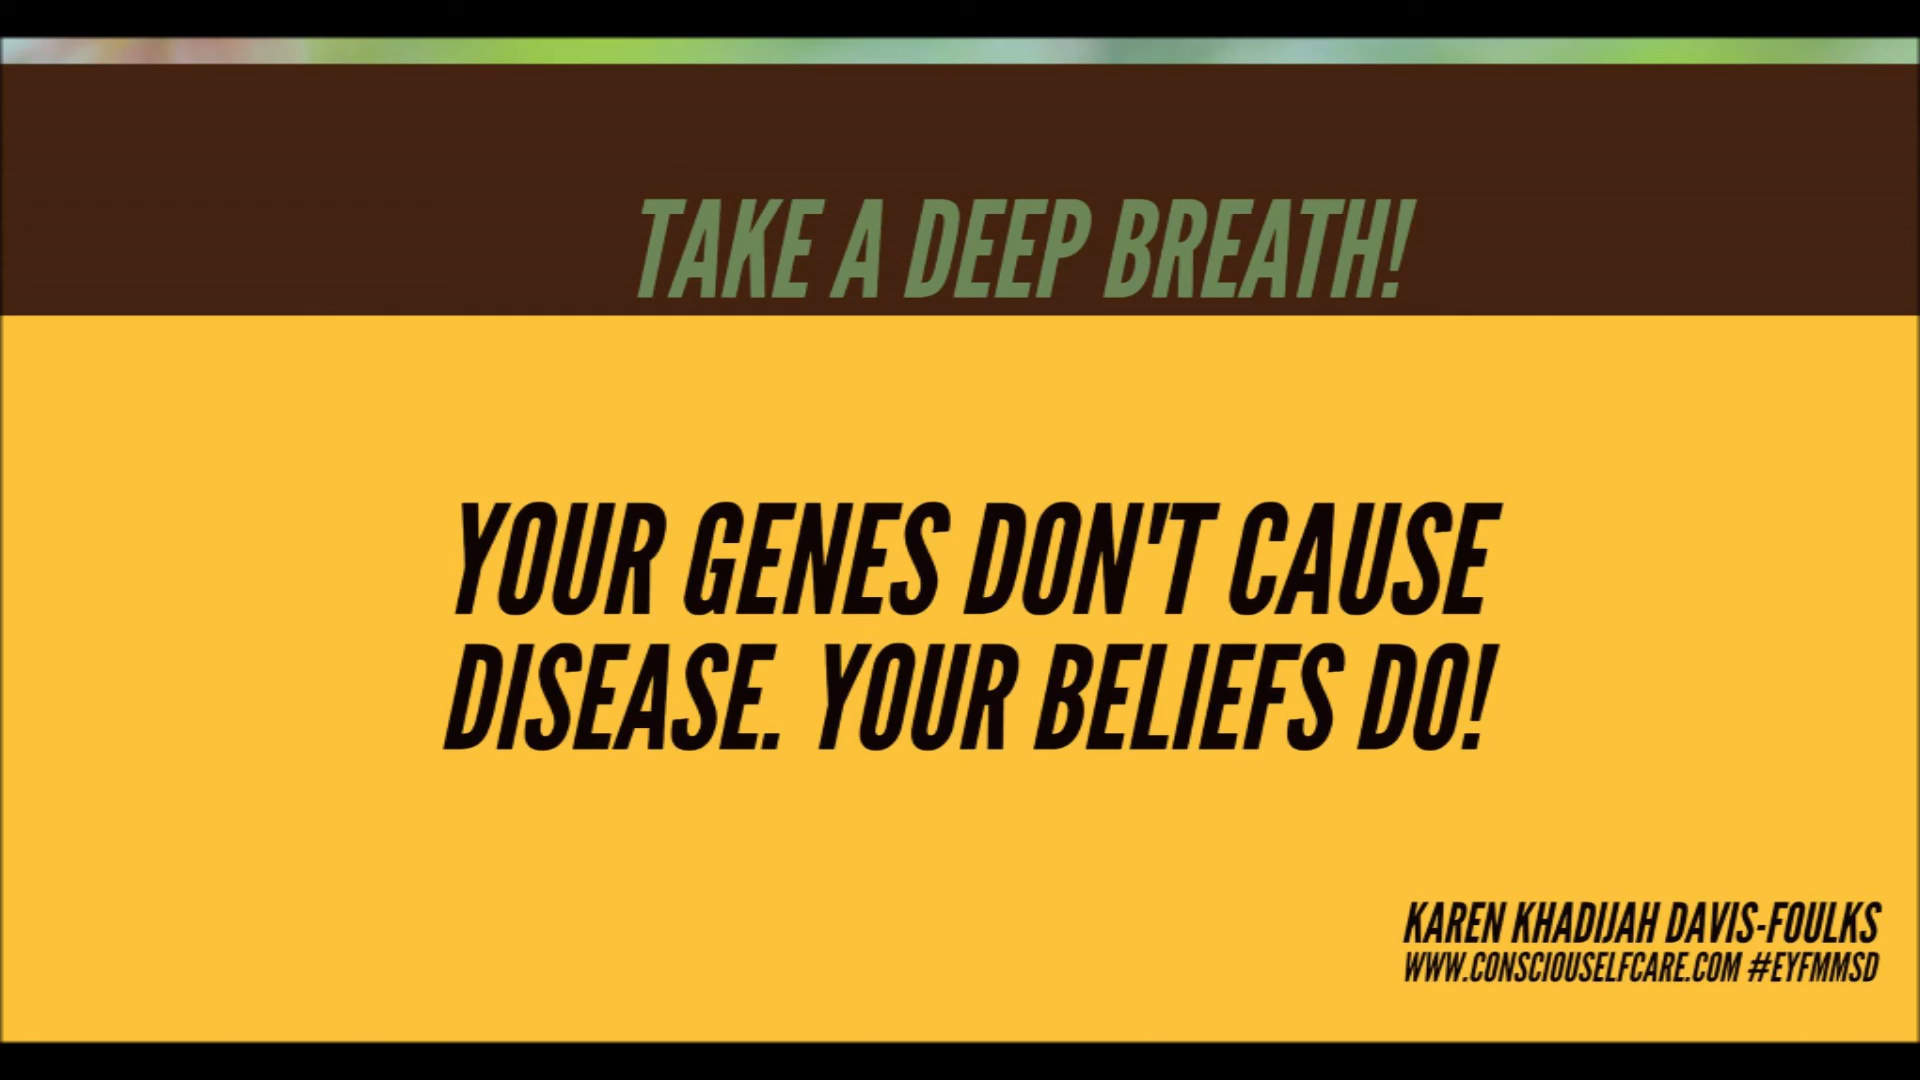 TAKE A DEEP BREATH!
YOUR GENES DON'T CAUSE
DISEASE. YOUR BELIEFS DO!
KAREN KHADIJAH DAVIS-FOULKS
WWW.CONSCIOUSELFCARE.COM #EYFMMSD